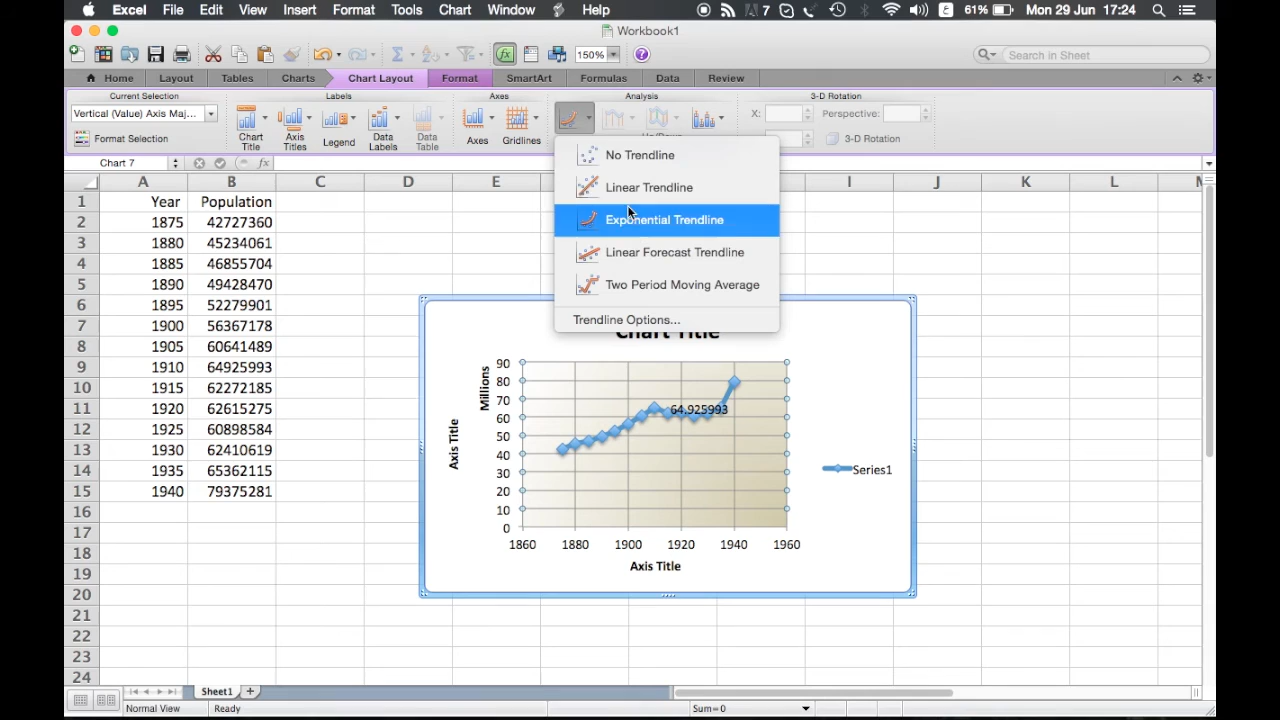 Excel File Edit View Insert Format Tools Chart Window Help 7 61% Mon 29 Jun 17:24
Workbook1
150% Search in Sheet
Home Layout Tables Charts Chart Layout Format SmartArt Formulas Data Review
Current Selection Labels Axes Analysis 3-D Rotation
Vertical (Value) Axis Maj... X: Perspective:
Format Selection Chart Title Axis Titles Legend Data Labels Data Table Axes Gridlines 3-D Rotation
Chart 7 fx
No Trendline
Linear Trendline
Exponential Trendline
Linear Forecast Trendline
Two Period Moving Average
Trendline Options...
A B C D E I J K L
1 Year Population
2 1875 42727360
3 1880 45234061
4 1885 46855704
5 1890 49428470
6 1895 52279901
7 1900 56367178
8 1905 60641489
9 1910 64925993
10 1915 62272185
11 1920 62615275
12 1925 60898584
13 1930 62410619
14 1935 65362115
15 1940 79375281
16
17
18
19
20
21
22
23
24
Chart Title
Millions
Axis Title
90
80
70
60
50
40
30
20
10
0
64.925993
Series1
1860 1880 1900 1920 1940 1960
Axis Title
Sheet1
Normal View Ready Sum=0